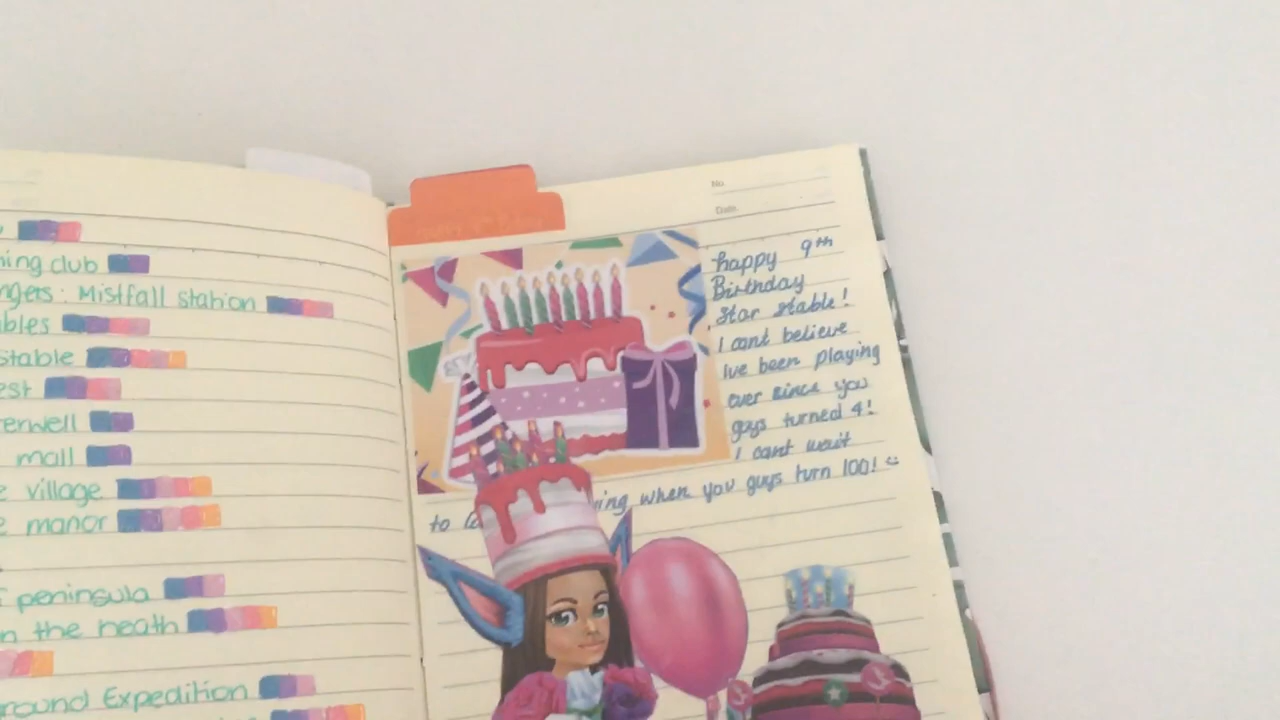 ning club
ngers: Mistfall station
bles
Stable
est
erwell
mall
e village
e manor
f peninsula
n the heath
round Expedition
No.
Date.
happy 9th
Birthday
Star Stable!
I cant believe
Ive been playing
ever since you
guys turned 4!
I cant wait
to ying when you guys turn 100!